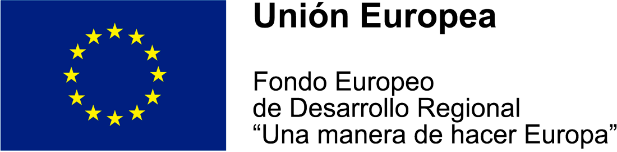 Unión Europea
Fondo Europeo
de Desarrollo Regional
“Una manera de hacer Europa”